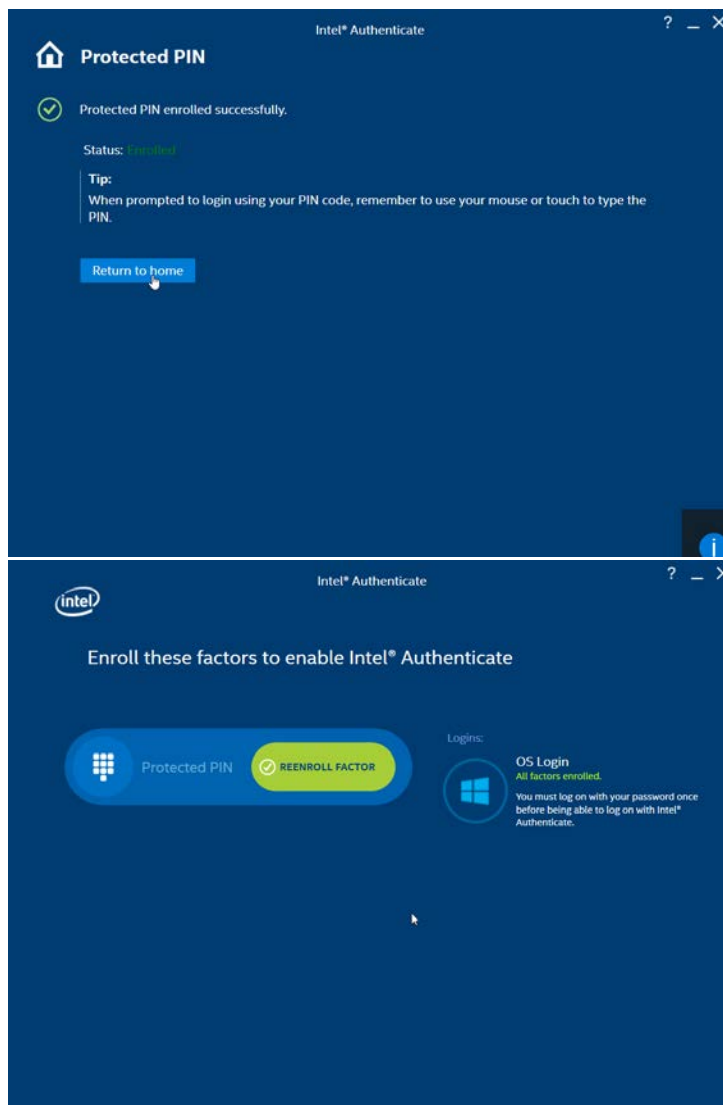 Intel® Authenticate
? _ X
Protected PIN
Protected PIN enrolled successfully.
Status: Enrolled
Tip:
When prompted to login using your PIN code, remember to use your mouse or touch to type the
PIN.
Return to home
i
Intel® Authenticate
? _ X
intel
Enroll these factors to enable Intel® Authenticate
Protected PIN
REENROLL FACTOR
Logins:
OS Login
All factors enrolled.
You must log on with your password once
before being able to log on with Intel®
Authenticate.